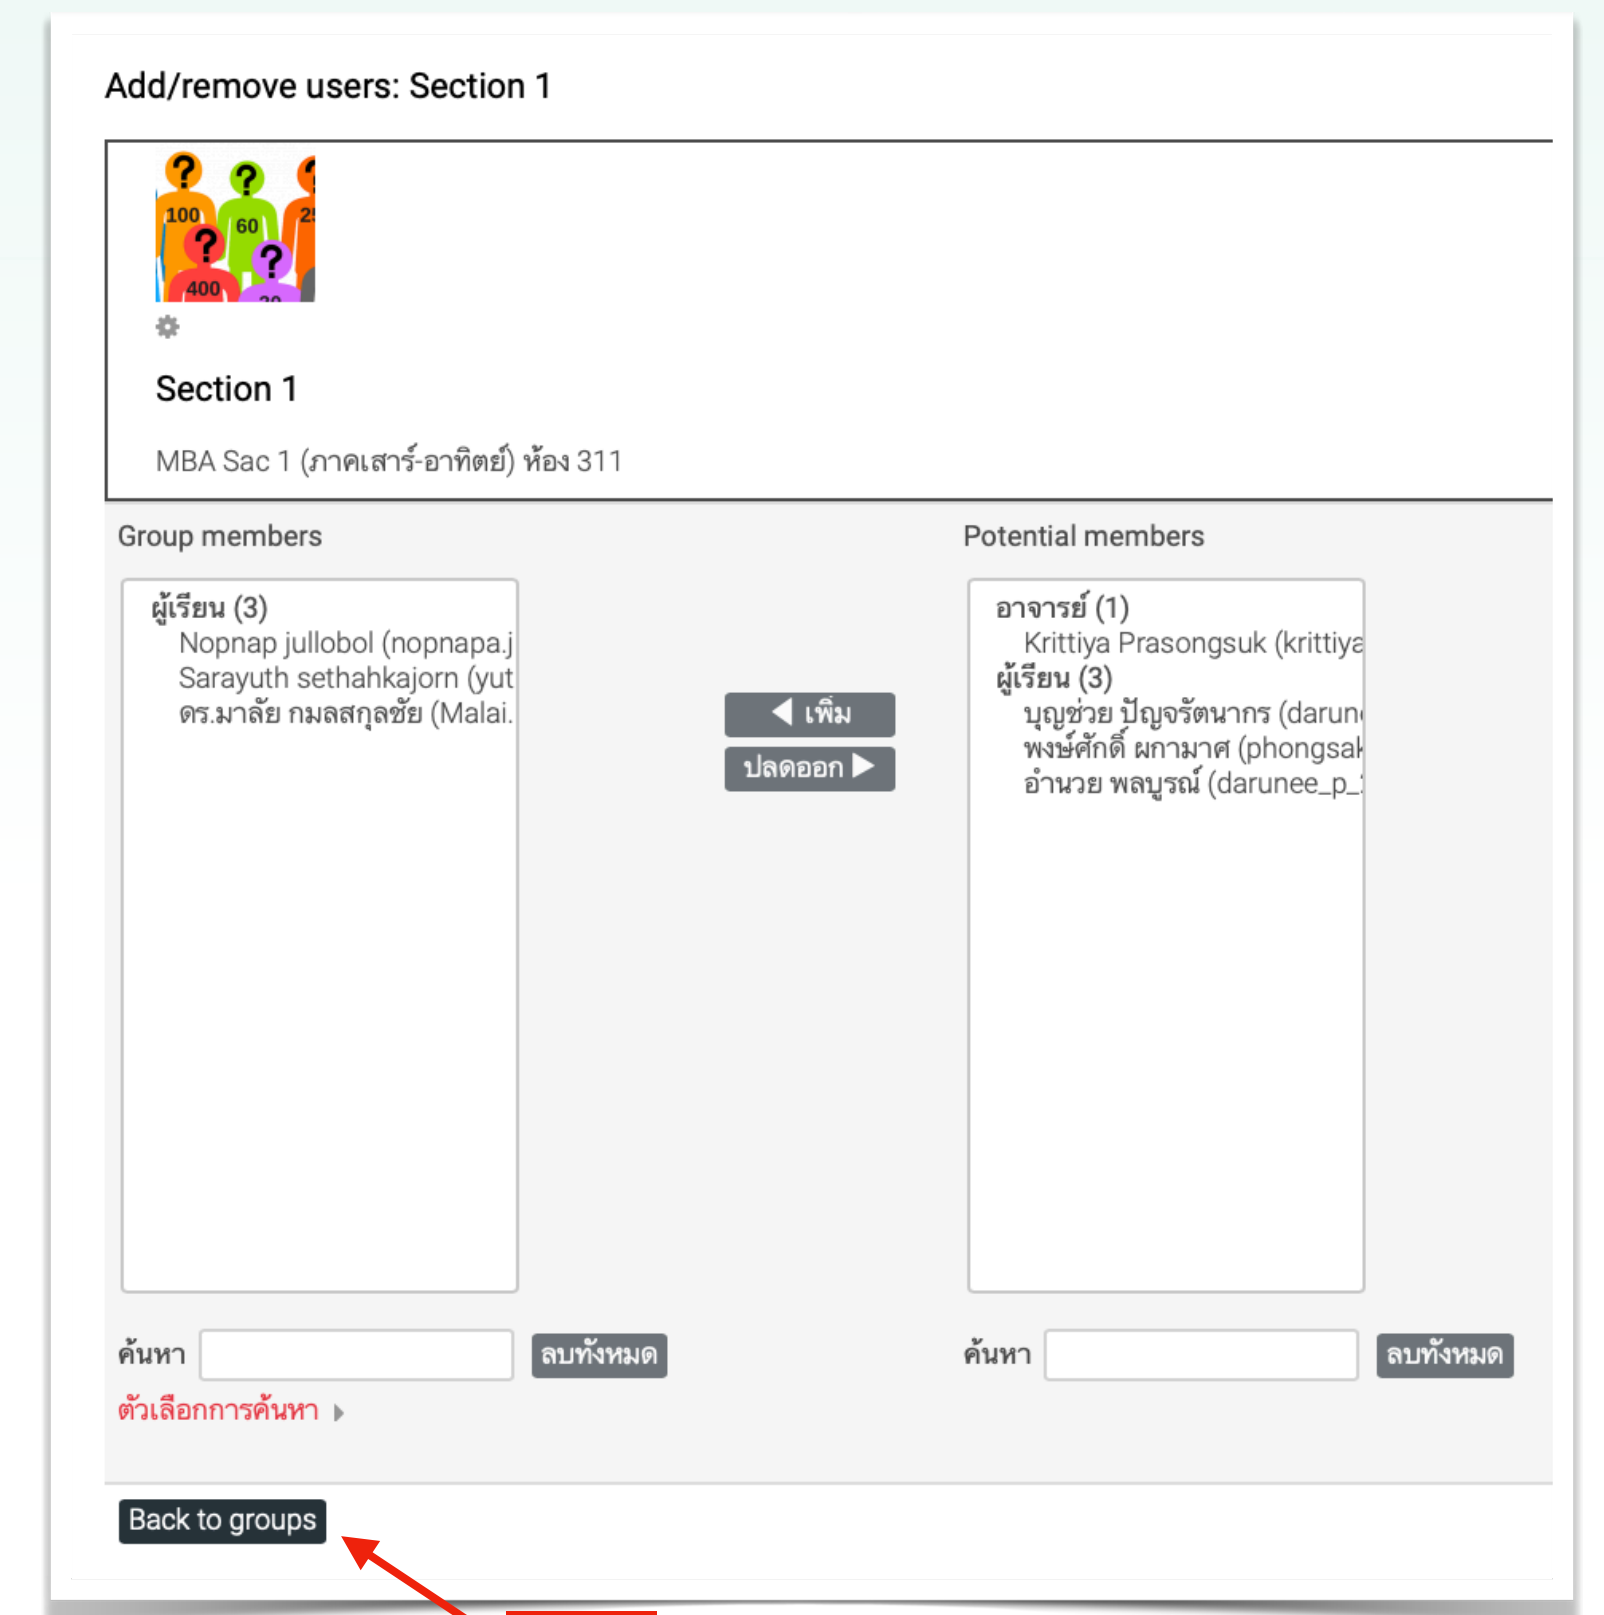 Add/remove users: Section 1
? ? ?
100 60
? ?
400
Section 1
MBA Sac 1 (ภาคเสาร์-อาทิตย์) ห้อง 311
Group members
ผู้เรียน (3)
Nopnap jullobol (nopnapa.j
Sarayuth sethahkajorn (yut
ดร.มาลัย กมลสกุลชัย (Malai.
◀ เพิ่ม
ปลดออก ▶
Potential members
อาจารย์ (1)
Krittiya Prasongsuk (krittiya
ผู้เรียน (3)
บุญช่วย ปัญจรัตนากร (darun
พงษ์ศักดิ์ ผกามาศ (phongsak
อำนวย พลบูรณ์ (darunee_p_
ค้นหา ลบทั้งหมด
ตัวเลือกการค้นหา
ค้นหา ลบทั้งหมด
Back to groups